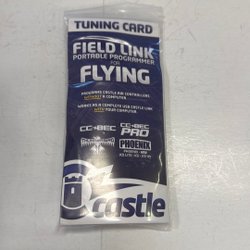 TUNING CARD
FIELD LINK
PORTABLE PROGRAMMER
FOR
FLYING
PROGRAMS CASTLE AIR CONTROLLERS
WITHOUT A COMPUTER.
WORKS AS A COMPLETE USB CASTLE LINK
WITH YOUR COMPUTER.
CC•BEC
CC•BEC
PRO
PHOENIX
castle